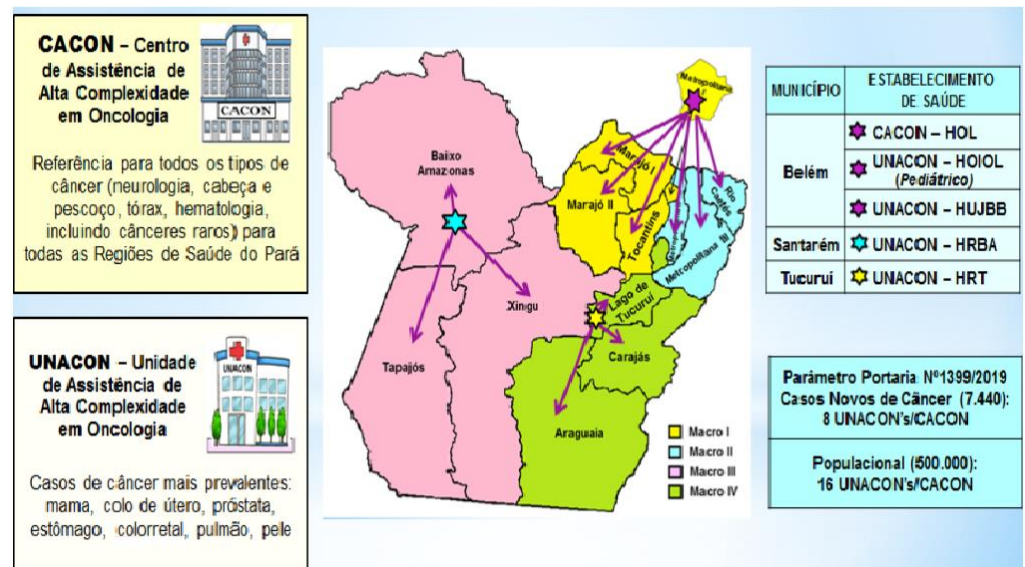 CACON – Centro
de Assistência de
Alta Complexidade
em Oncologia
CACON
Referência para todos os tipos de
câncer (neurologia, cabeça e
pescoço, tórax, hematologia,
incluindo cânceres raros) para
todas as Regiões de Saúde do Pará
UNACON – Unidade
de Assistência de
Alta Complexidade
em Oncologia
UNACON
Casos de câncer mais prevalentes:
mama, colo de útero, próstata,
estômago, colorretal, pulmão, pele
Metropolitana I
Baixo
Amazonas
Marajó I
Marajó II
Tocantins
Rio
Caetés
Metropolitana III
Xingu
Lago de
Tucuruí
Tapajós
Carajás
Araguaia
Macro I
Macro II
Macro III
Macro IV
MUNICÍPIO
ESTABELECIMENTO
DE SAÚDE
Belém
CACON – HOL
UNACON – HOIOL
(Pediátrico)
UNACON – HUJBB
Santarém
UNACON – HRBA
Tucuruí
UNACON – HRT
Parâmetro Portaria Nº1399/2019
Casos Novos de Câncer (7.440):
8 UNACON's/CACON
Populacional (500.000):
16 UNACON's/CACON